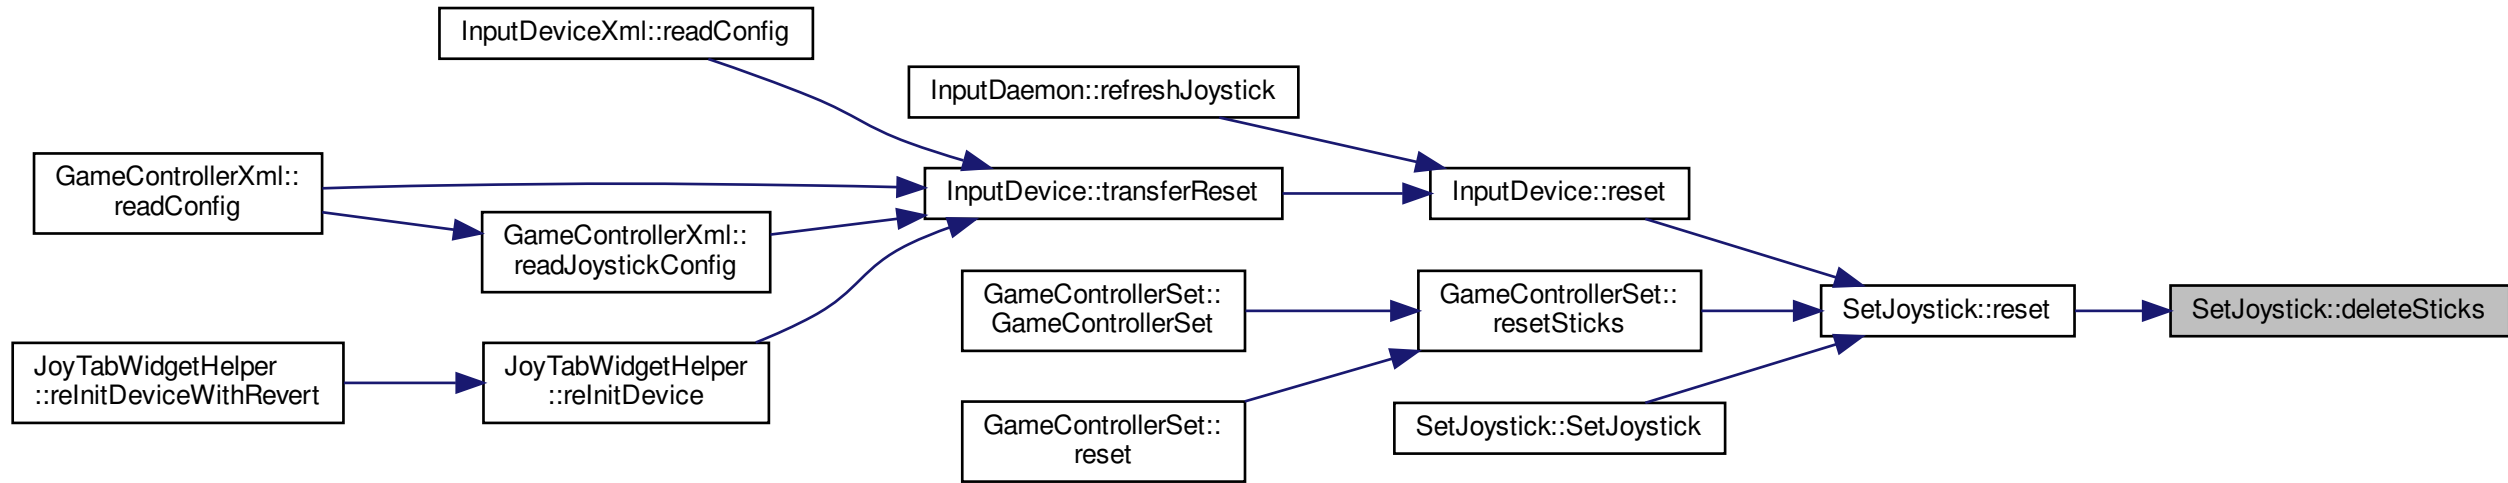 InputDeviceXml::readConfig
InputDaemon::refreshJoystick
GameControllerXml::
readConfig
InputDevice::transferReset
InputDevice::reset
GameControllerXml::
readJoystickConfig
GameControllerSet::
GameControllerSet
GameControllerSet::
resetSticks
SetJoystick::reset
SetJoystick::deleteSticks
JoyTabWidgetHelper
::reInitDeviceWithRevert
JoyTabWidgetHelper
::reInitDevice
GameControllerSet::
reset
SetJoystick::SetJoystick